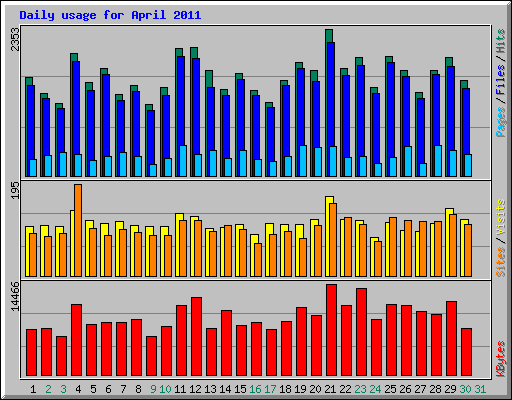 Daily usage for April 2011
2353
Pages / Files / Hits
195
Sites / Visits
14466
KBytes
1 2 3 4 5 6 7 8 9 10 11 12 13 14 15 16 17 18 19 20 21 22 23 24 25 26 27 28 29 30 31